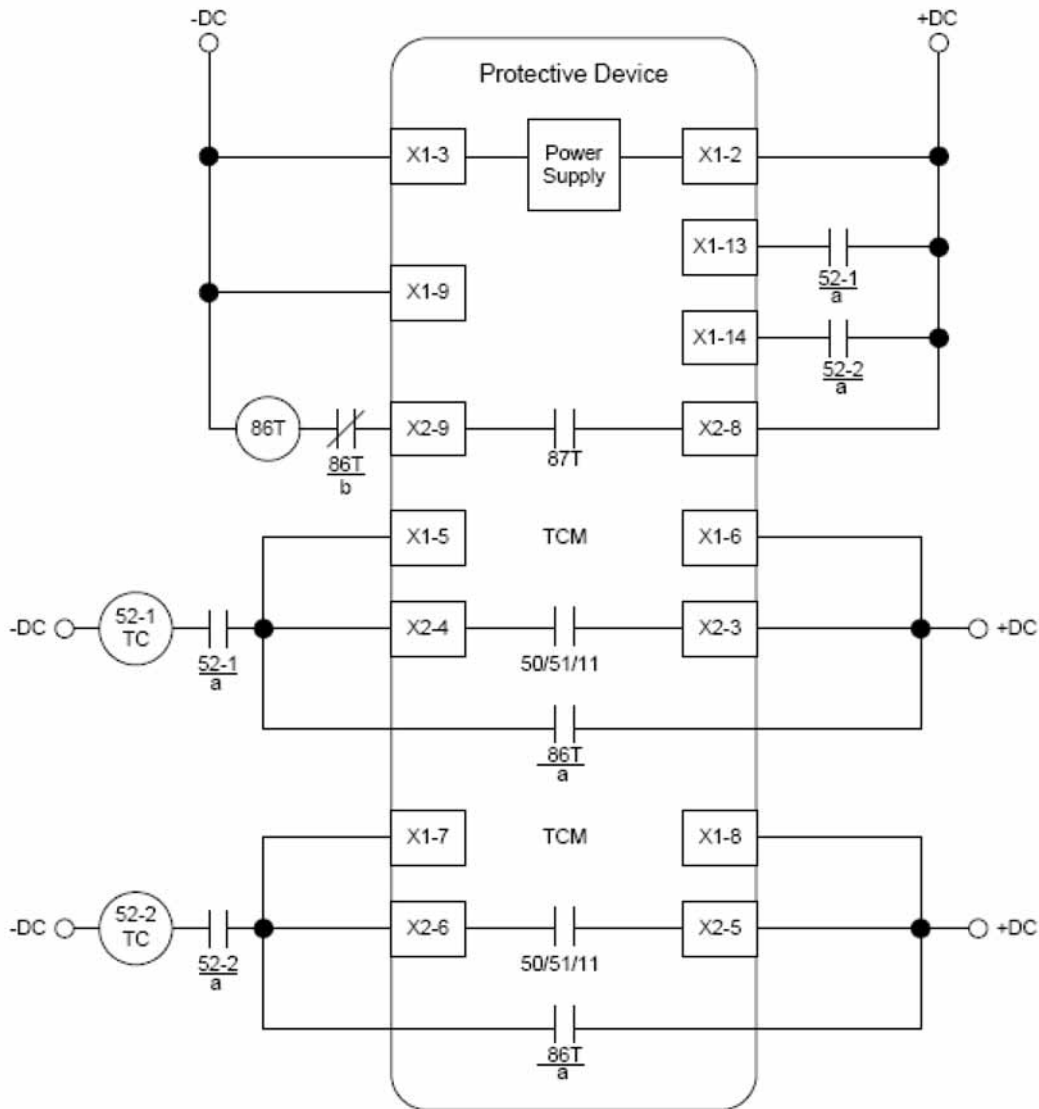 -DC
+DC
Protective Device
X1-3
Power
Supply
X1-2
X1-13
52-1
a
X1-9
X1-14
52-2
a
86T
86T
b
X2-9
87T
X2-8
X1-5
TCM
X1-6
-DC
52-1
TC
52-1
a
X2-4
50/51/11
X2-3
+DC
86T
a
X1-7
TCM
X1-8
-DC
52-2
TC
52-2
a
X2-6
50/51/11
X2-5
+DC
86T
a